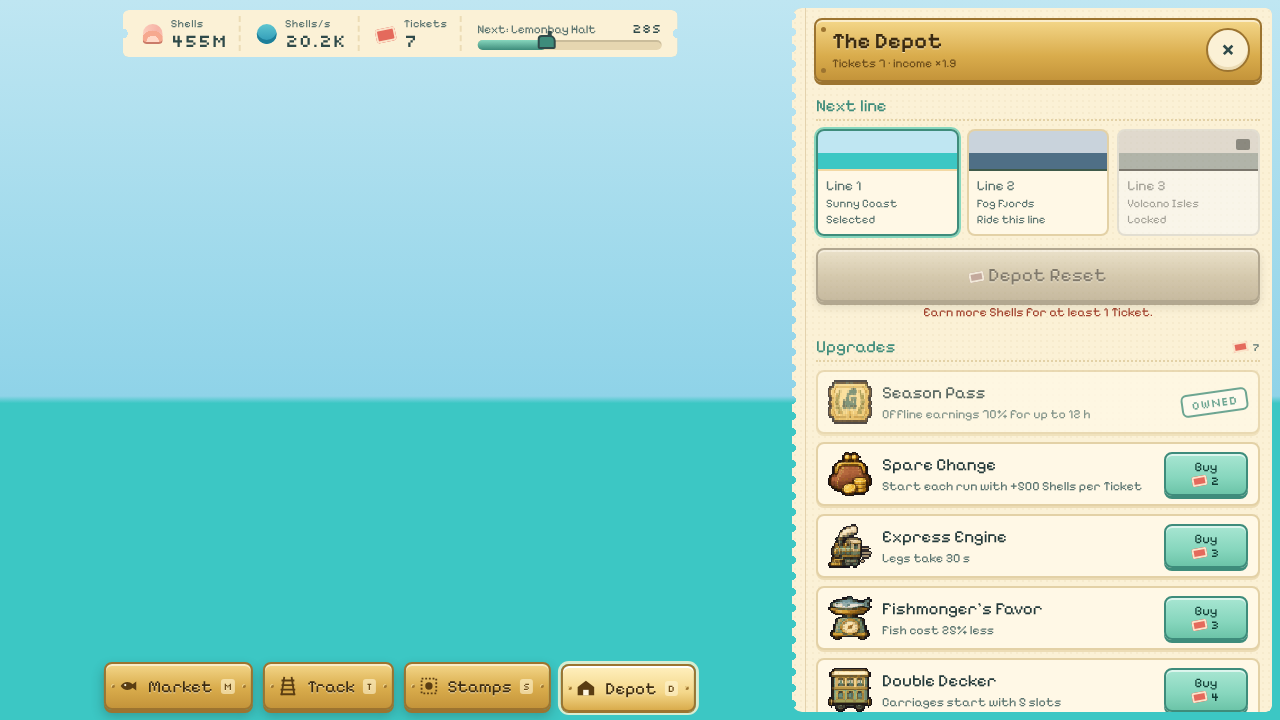 Shells
455M
Shells/s
20.2K
Tickets
7
Next: Lemonbay Halt
28s
The Depot
Tickets 7 · income ×1.9
×
Next line
Line 1
Sunny Coast
Selected
Line 2
Fog Fjords
Ride this line
Line 3
Volcano Isles
Locked
Depot Reset
Earn more Shells for at least 1 Ticket.
Upgrades
7
Season Pass
Offline earnings 70% for up to 12 h
OWNED
Spare Change
Start each run with +500 Shells per Ticket
Buy
2
Express Engine
Legs take 30 s
Buy
3
Fishmonger's Favor
Fish cost 25% less
Buy
3
Double Decker
Carriages start with 5 slots
Buy
4
Market M
Track T
Stamps S
Depot D